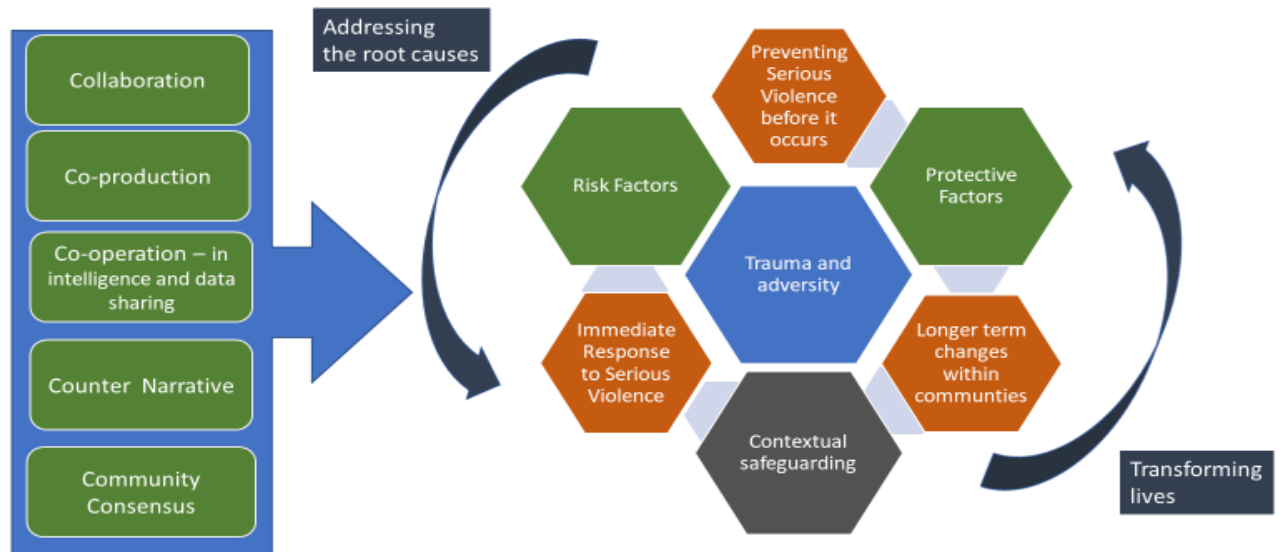 Collaboration
Co-production
Co-operation – in
intelligence and data
sharing
Counter Narrative
Community
Consensus
Addressing
the root causes
Preventing
Serious
Violence
before it
occurs
Risk Factors
Protective
Factors
Trauma and
adversity
Immediate
Response
to Serious
Violence
Longer term
changes
within
communties
Contextual
safeguarding
Transforming
lives